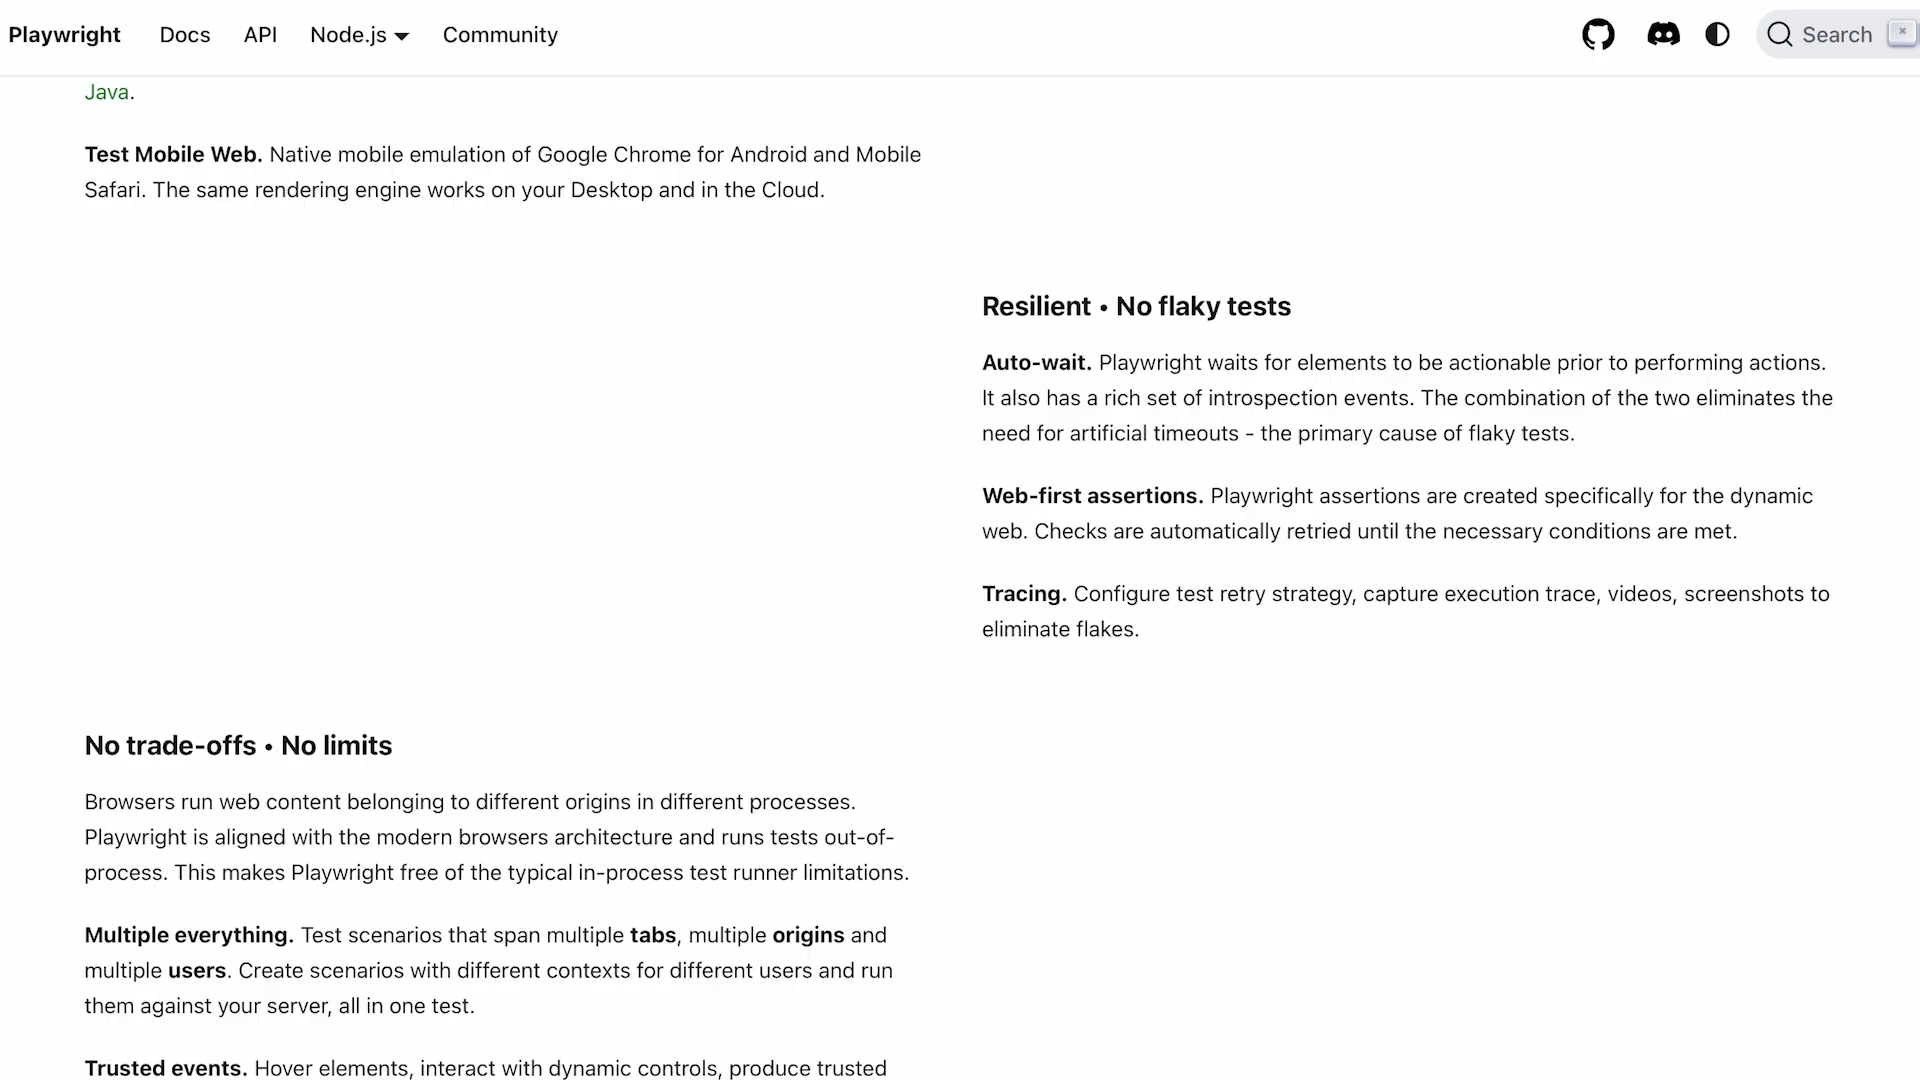 Playwright Docs API Node.js Community Search
Java.
Test Mobile Web. Native mobile emulation of Google Chrome for Android and Mobile
Safari. The same rendering engine works on your Desktop and in the Cloud.
Resilient • No flaky tests
Auto-wait. Playwright waits for elements to be actionable prior to performing actions.
It also has a rich set of introspection events. The combination of the two eliminates the
need for artificial timeouts - the primary cause of flaky tests.
Web-first assertions. Playwright assertions are created specifically for the dynamic
web. Checks are automatically retried until the necessary conditions are met.
Tracing. Configure test retry strategy, capture execution trace, videos, screenshots to
eliminate flakes.
No trade-offs • No limits
Browsers run web content belonging to different origins in different processes.
Playwright is aligned with the modern browsers architecture and runs tests out-of-
process. This makes Playwright free of the typical in-process test runner limitations.
Multiple everything. Test scenarios that span multiple tabs, multiple origins and
multiple users. Create scenarios with different contexts for different users and run
them against your server, all in one test.
Trusted events. Hover elements, interact with dynamic controls, produce trusted